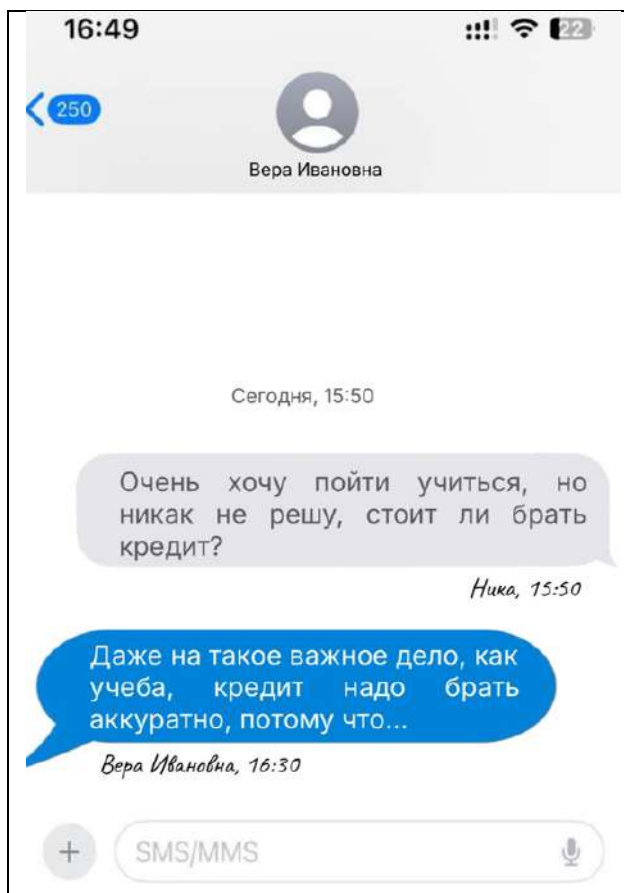 16:49
22
250
Вера Ивановна
Сегодня, 15:50
Очень хочу пойти учиться, но
никак не решу, стоит ли брать
кредит?
Ника, 15:50
Даже на такое важное дело, как
учеба, кредит надо брать
аккуратно, потому что...
Вера Ивановна, 16:30
SMS/MMS